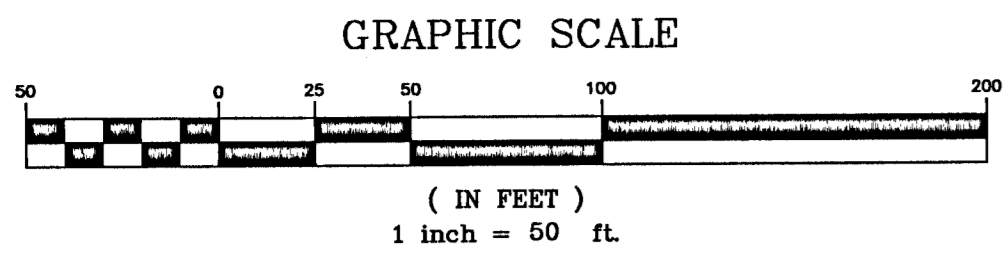 GRAPHIC SCALE
50 0 25 50 100 200
( IN FEET )
1 inch = 50 ft.